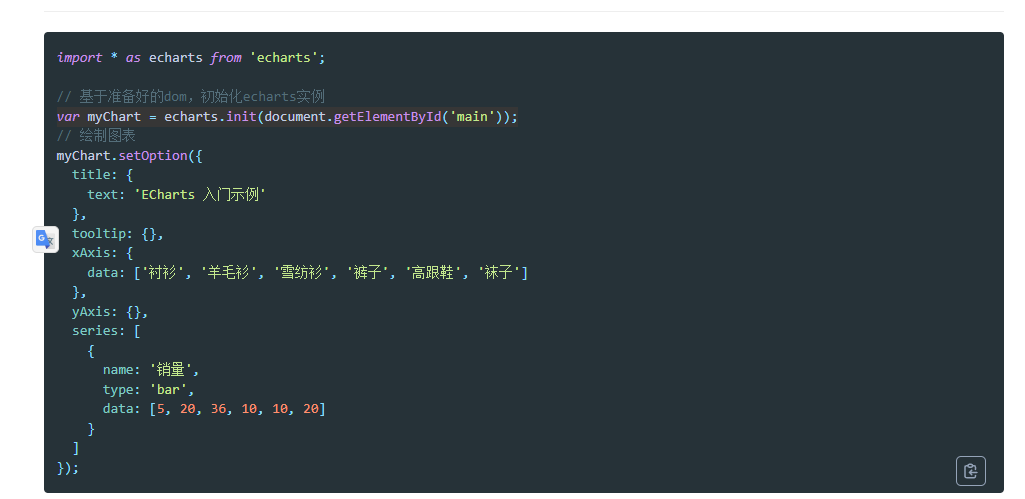 import * as echarts from 'echarts';
// 基于准备好的dom，初始化echarts实例
var myChart = echarts.init(document.getElementById('main'));
// 绘制图表
myChart.setOption({
title: {
text: 'ECharts 入门示例'
},
tooltip: {},
xAxis: {
data: ['衬衫', '羊毛衫', '雪纺衫', '裤子', '高跟鞋', '袜子']
},
yAxis: {},
series: [
{
name: '销量',
type: 'bar',
data: [5, 20, 36, 10, 10, 20]
}
]
});